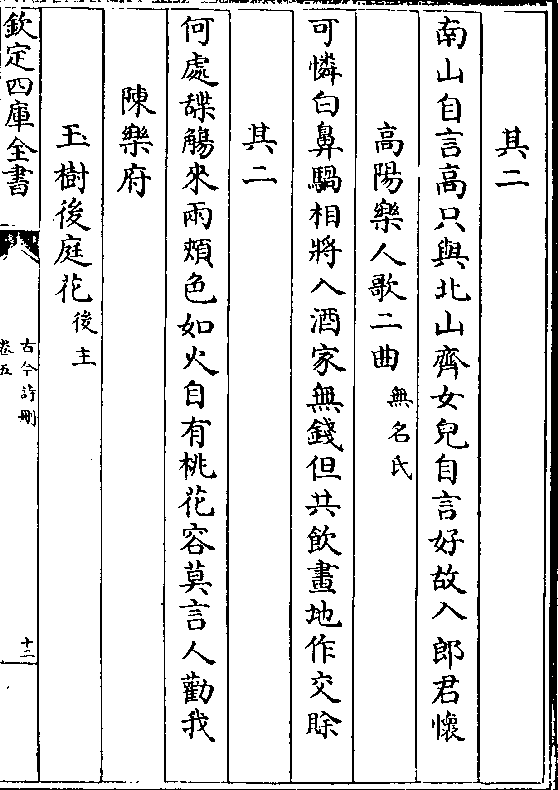 其二
南山自言高只與北山齊女兒自言好故入郎君懷
高陽樂人歌二曲無名氏
可憐白鼻騧相將入酒家無錢但共飲畫地作交賖
其二
何處䑛觴來兩頰色如火自有桃花容莫言人勸我
陳樂府
玉樹後庭花後主
欽定四庫全書
古今詩刪
卷五
十二